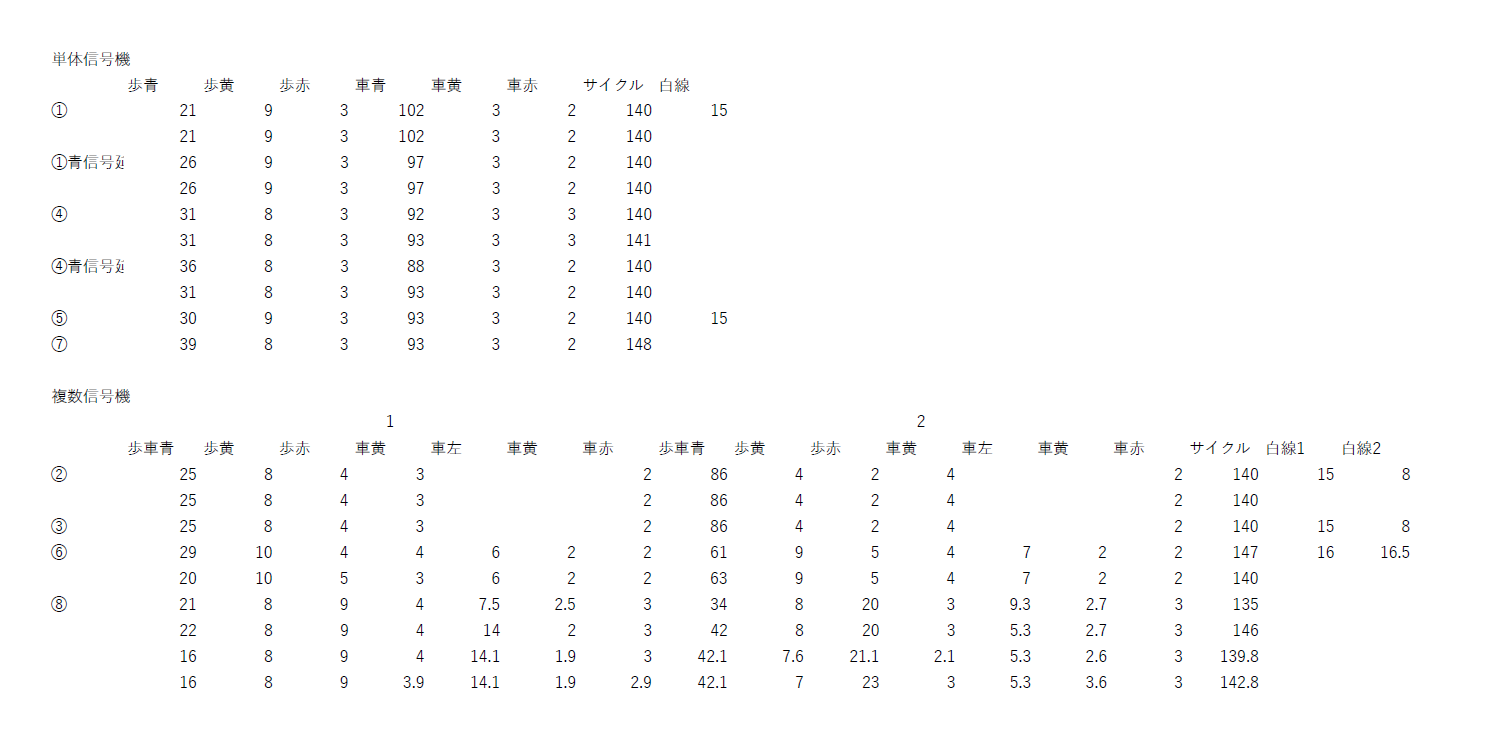 単体信号機
歩青 歩黄 歩赤 車青 車黄 車赤 サイクル 白線
① 21 9 3 102 3 2 140 15
21 9 3 102 3 2 140
①青信号延 26 9 3 97 3 2 140
26 9 3 97 3 2 140
④ 31 8 3 92 3 3 140
31 8 3 93 3 3 141
④青信号延 36 8 3 88 3 2 140
31 8 3 93 3 2 140
⑤ 30 9 3 93 3 2 140 15
⑦ 39 8 3 93 3 2 148
複数信号機
1 2
歩車青 歩黄 歩赤 車黄 車左 車黄 車赤 歩車青 歩黄 歩赤 車黄 車左 車黄 車赤 サイクル 白線1 白線2
② 25 8 4 3 2 86 4 2 4 2 140 15 8
25 8 4 3 2 86 4 2 4 2 140
③ 25 8 4 3 2 86 4 2 4 2 140 15 8
⑥ 29 10 4 4 6 2 2 61 9 5 4 7 2 2 147 16 16.5
20 10 5 3 6 2 2 63 9 5 4 7 2 2 140
⑧ 21 8 9 4 7.5 2.5 3 34 8 20 3 9.3 2.7 3 135
22 8 9 4 14 2 3 42 8 20 3 5.3 2.7 3 146
16 8 9 4 14.1 1.9 3 42.1 7.6 21.1 2.1 5.3 2.6 3 139.8
16 8 9 3.9 14.1 1.9 2.9 42.1 7 23 3 5.3 3.6 3 142.8